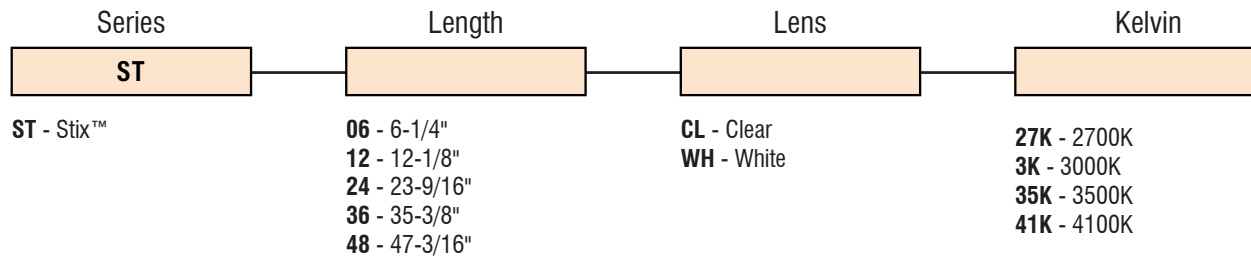 Series
Length
Lens
Kelvin
ST
ST - Stix™
06 - 6-1/4"
12 - 12-1/8"
24 - 23-9/16"
36 - 35-3/8"
48 - 47-3/16"
CL - Clear
WH - White
27K - 2700K
3K - 3000K
35K - 3500K
41K - 4100K